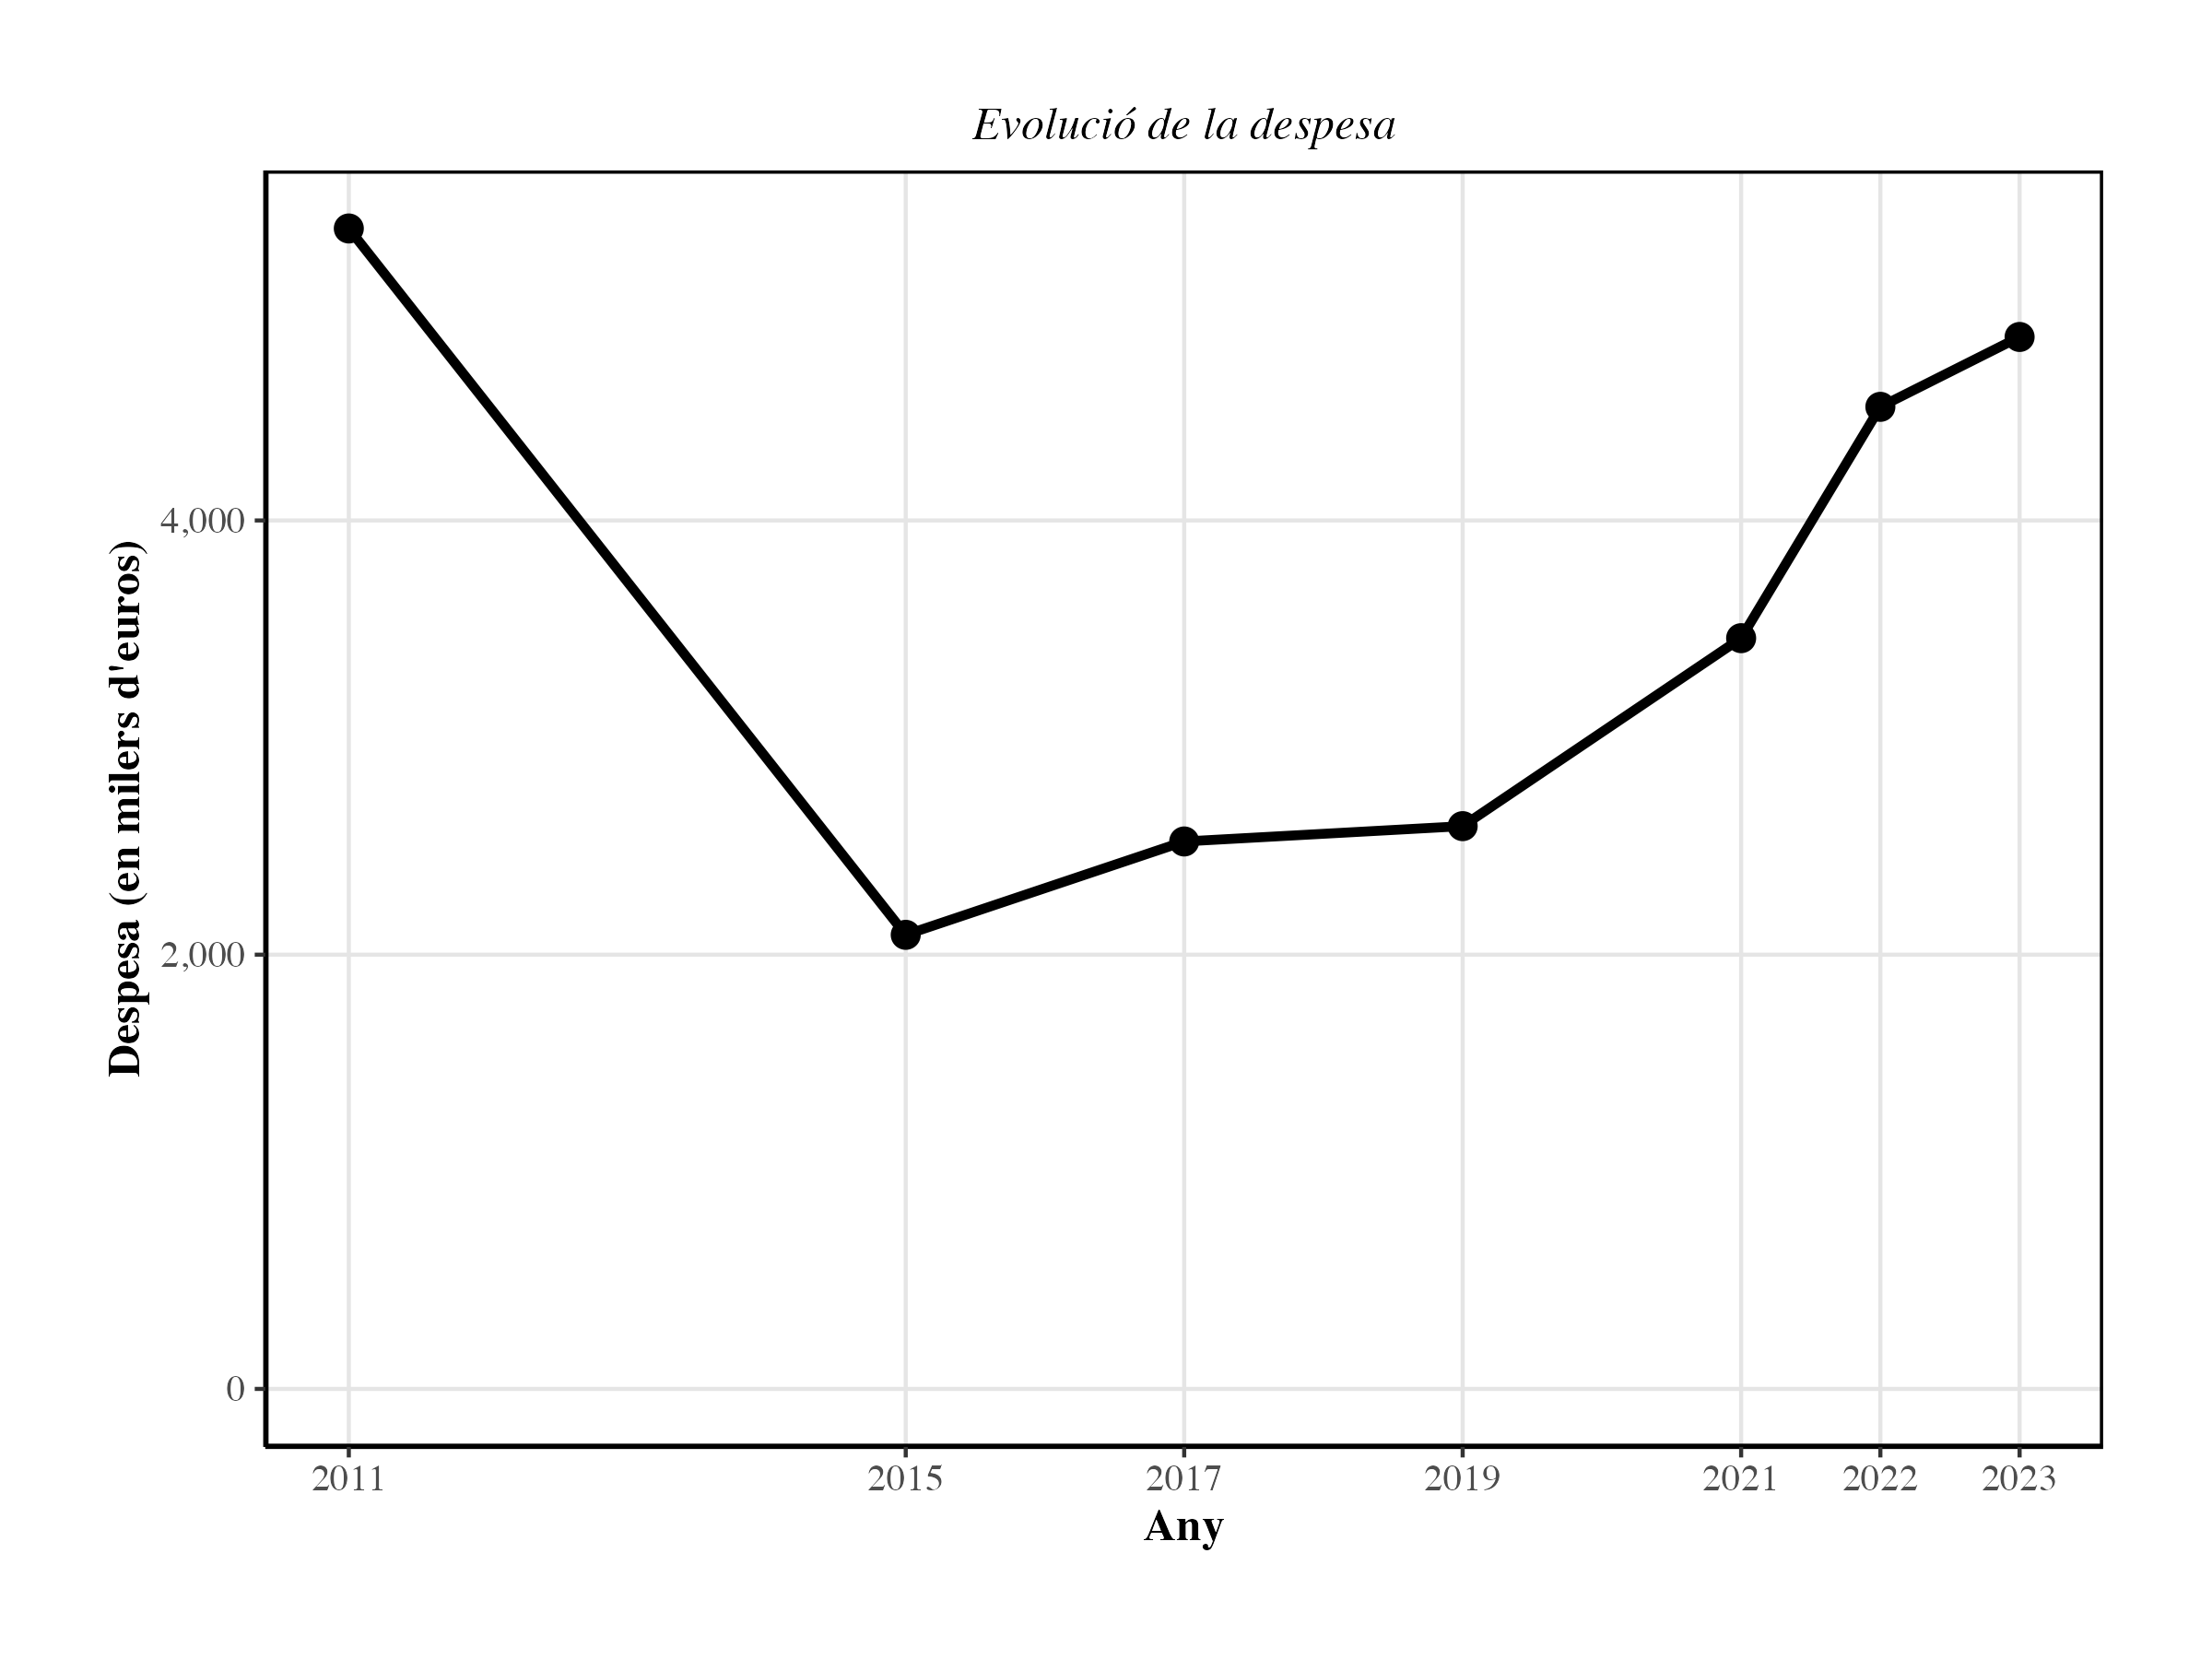 Evolució de la despesa
Despesa (en milers d'euros)
4,000
2,000
0
2011 2015 2017 2019 2021 2022 2023
Any